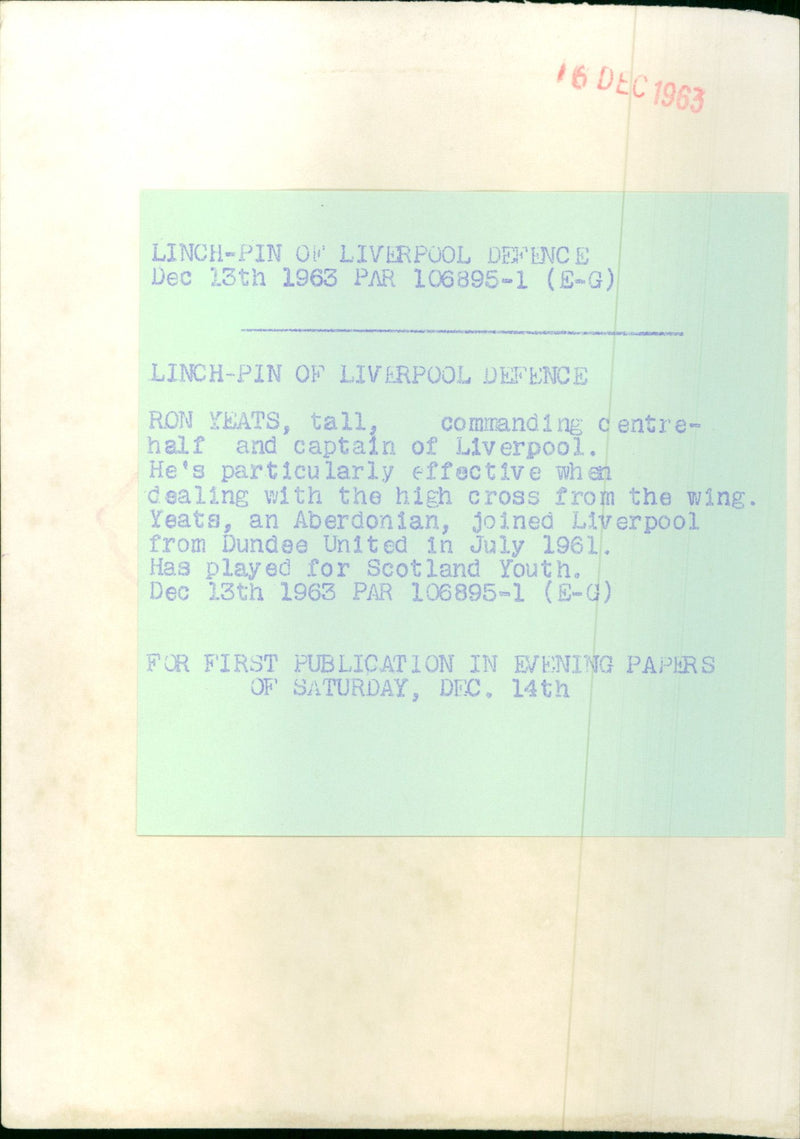 16 DEC 1963
LINCH-PIN OF LIVERPOOL DEFENCE
Dec 13th 1963 PAR 106895-1 (E-G)
LINCH-PIN OF LIVERPOOL DEFENCE
RON YEATS, tall, commanding centre-
half and captain of Liverpool.
He's particularly effective when
dealing with the high cross from the wing.
Yeats, an Aberdonian, joined Liverpool
from Dundee United in July 1961.
Has played for Scotland Youth.
Dec 13th 1963 PAR 106895-1 (E-G)
FOR FIRST PUBLICATION IN EVENING PAPERS
OF SATURDAY, DEC. 14th